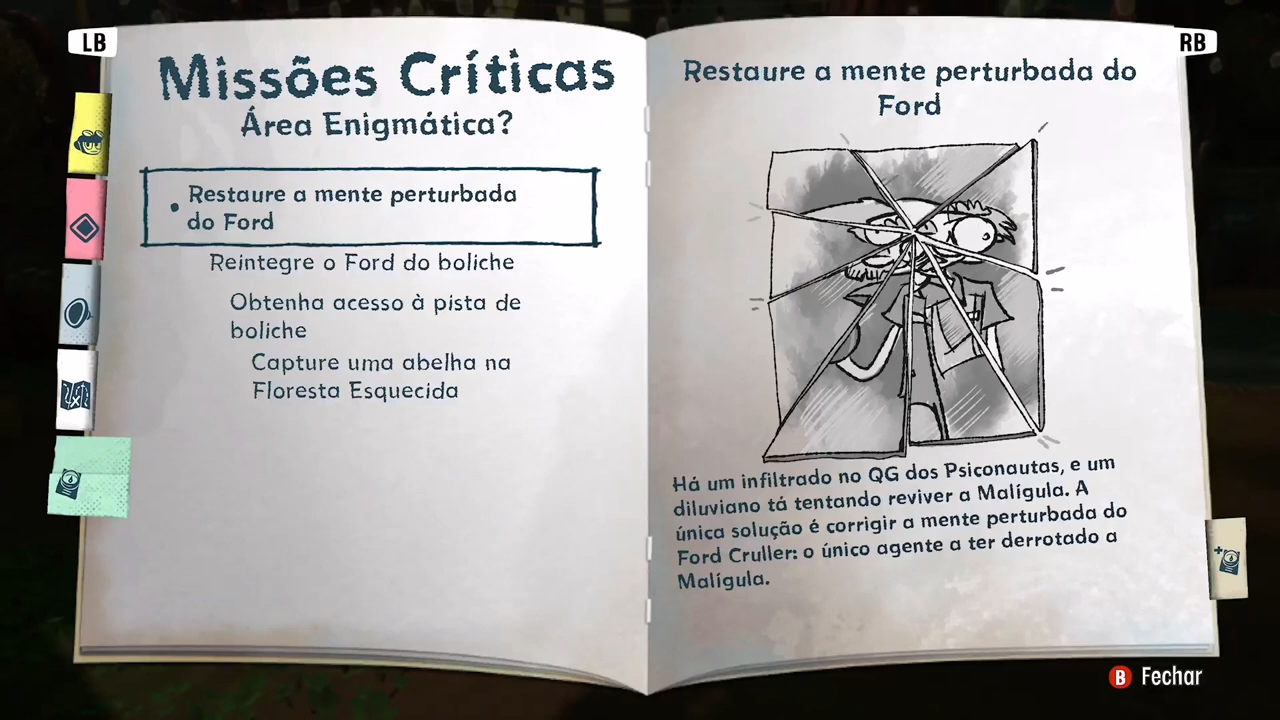 LB
RB
Missões Críticas
Área Enigmática?
• Restaure a mente perturbada
do Ford
Reintegre o Ford do boliche
Obtenha acesso à pista de
boliche
Capture uma abelha na
Floresta Esquecida
Restaure a mente perturbada do
Ford
Há um infiltrado no QG dos Psiconautas, e um
diluviano tá tentando reviver a Malígula. A
única solução é corrigir a mente perturbada do
Ford Cruller: o único agente a ter derrotado a
Malígula.
B Fechar